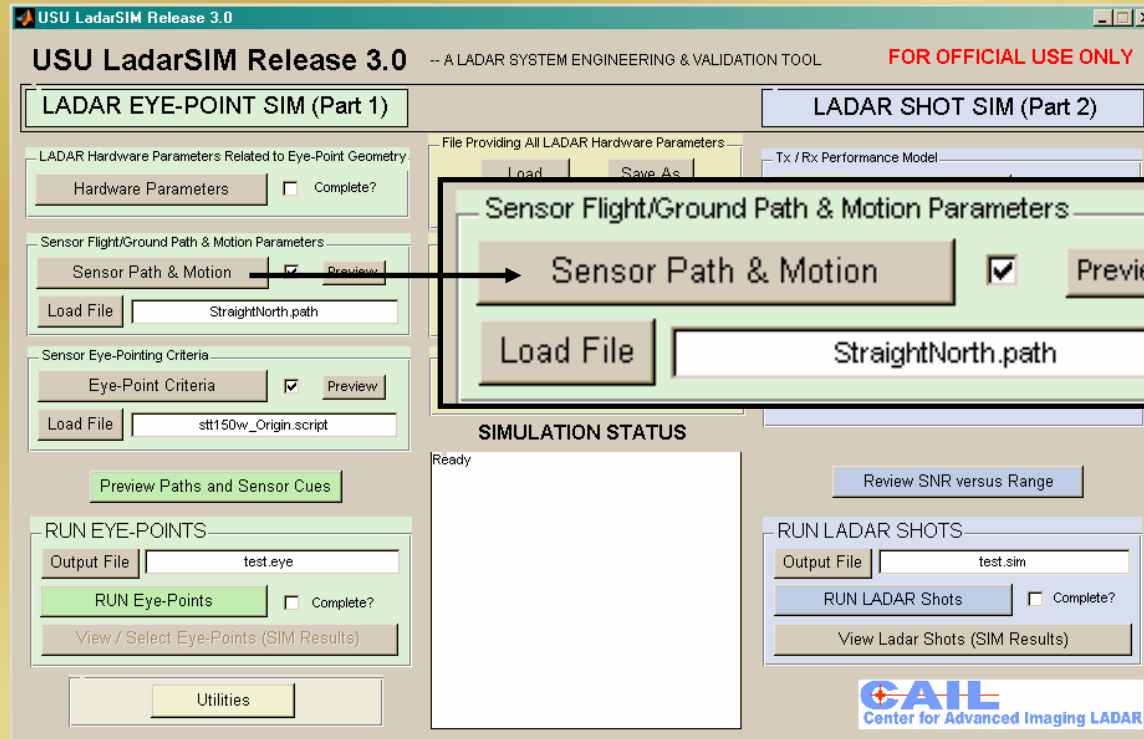 USU LadarSIM Release 3.0
USU LadarSIM Release 3.0 -- A LADAR SYSTEM ENGINEERING & VALIDATION TOOL FOR OFFICIAL USE ONLY
LADAR EYE-POINT SIM (Part 1)
LADAR SHOT SIM (Part 2)
LADAR Hardware Parameters Related to Eye-Point Geometry
Hardware Parameters Complete?
File Providing All LADAR Hardware Parameters
Load Save As
Tx / Rx Performance Model
Sensor Flight/Ground Path & Motion Parameters
Sensor Path & Motion Preview
Load File StraightNorth.path
Sensor Flight/Ground Path & Motion Parameters
Sensor Path & Motion
Load File StraightNorth.path
Sensor Eye-Pointing Criteria
Eye-Point Criteria Preview
Load File stt150w_Origin.script
Preview Paths and Sensor Cues
SIMULATION STATUS
Ready
Review SNR versus Range
RUN EYE-POINTS
Output File test.eye
RUN Eye-Points Complete?
View / Select Eye-Points (SIM Results)
Utilities
RUN LADAR SHOTS
Output File test.sim
RUN LADAR Shots Complete?
View Ladar Shots (SIM Results)
CAIL
Center for Advanced Imaging LADAR